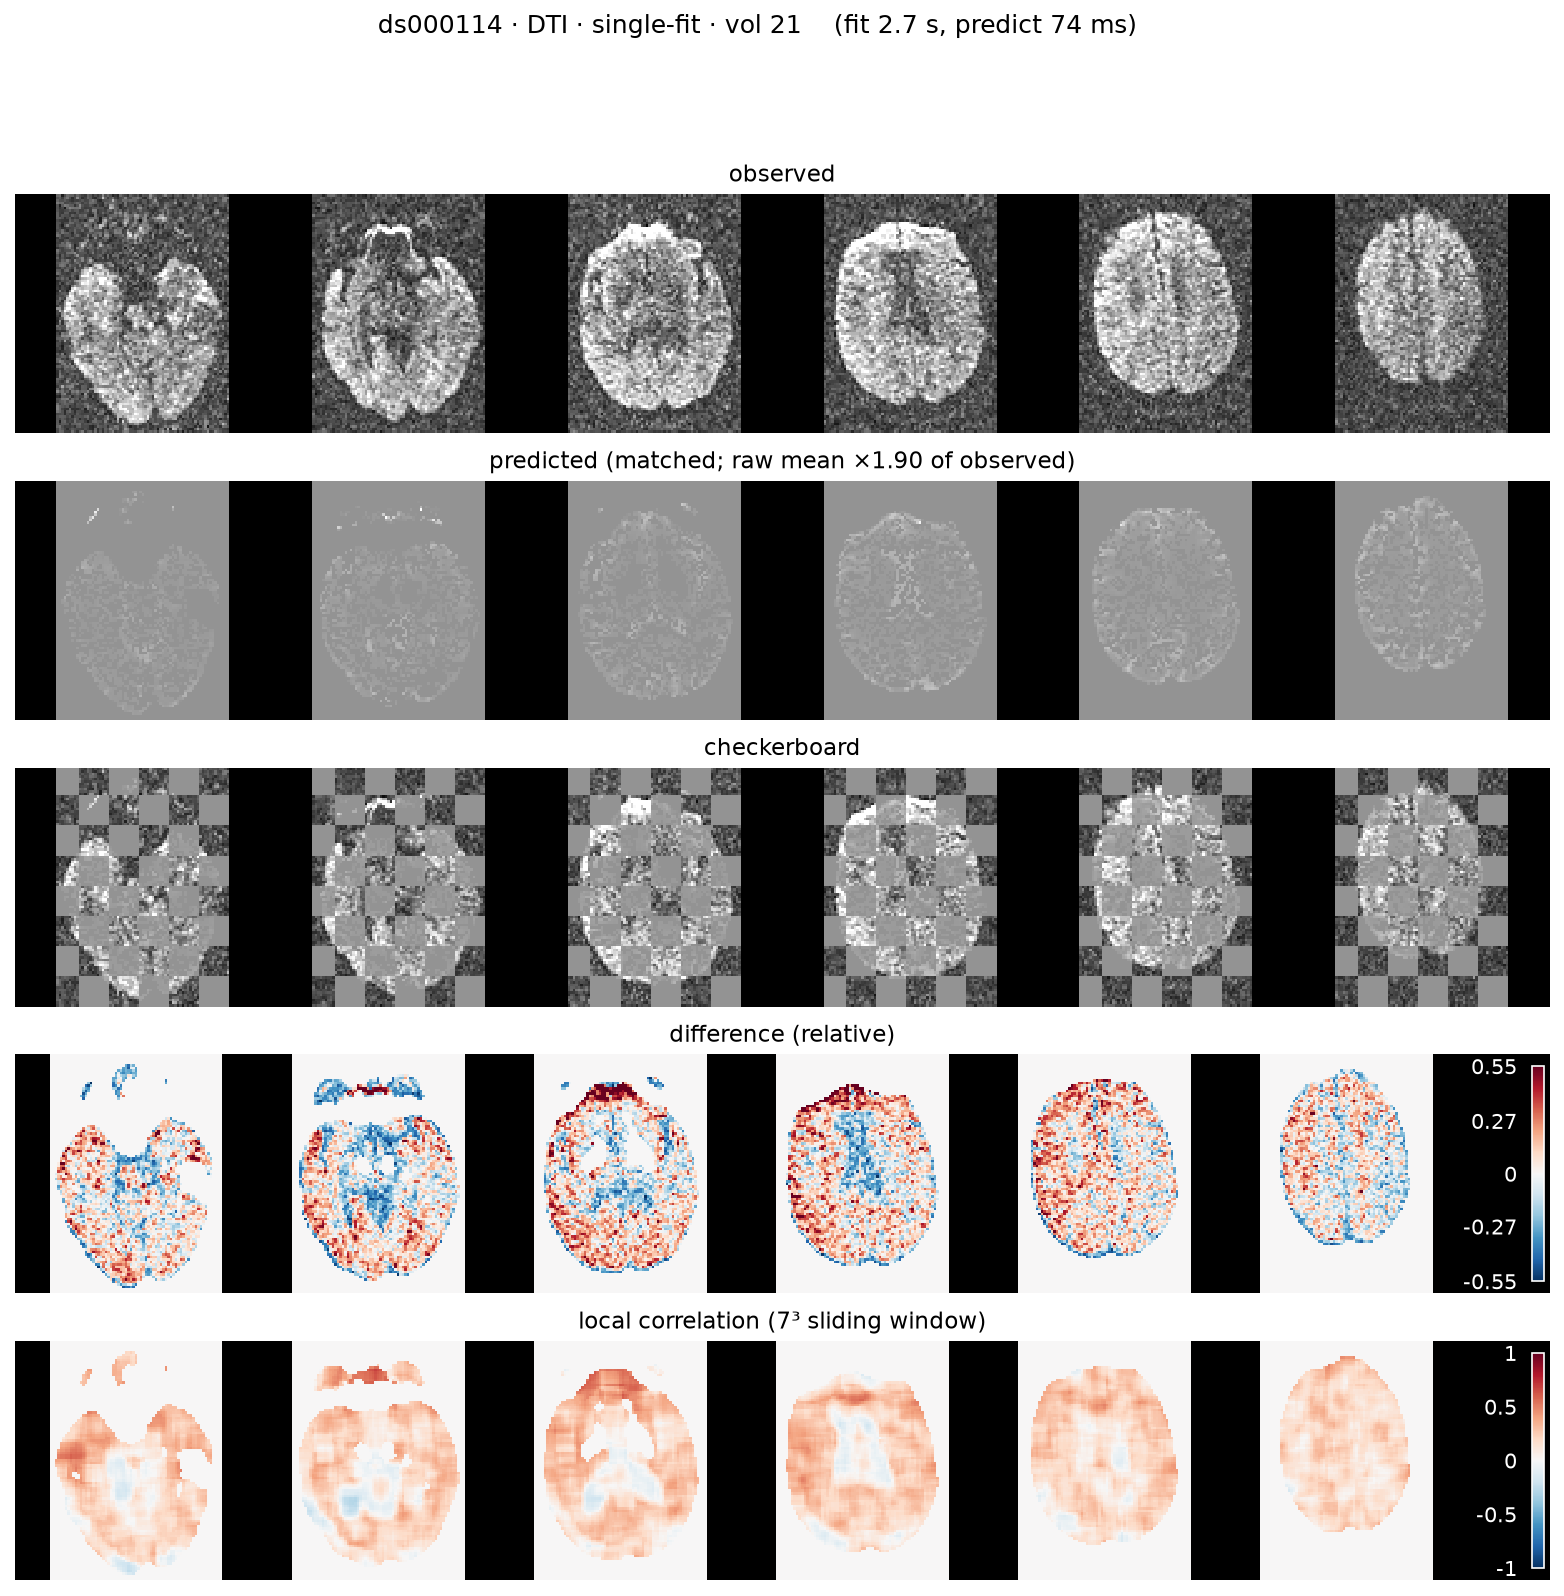 ds000114 · DTI · single-fit · vol 21 (fit 2.7 s, predict 74 ms)
observed
predicted (matched; raw mean ×1.90 of observed)
checkerboard
difference (relative)
0.55
0.27
0
-0.27
-0.55
local correlation (7³ sliding window)
1
0.5
0
-0.5
-1